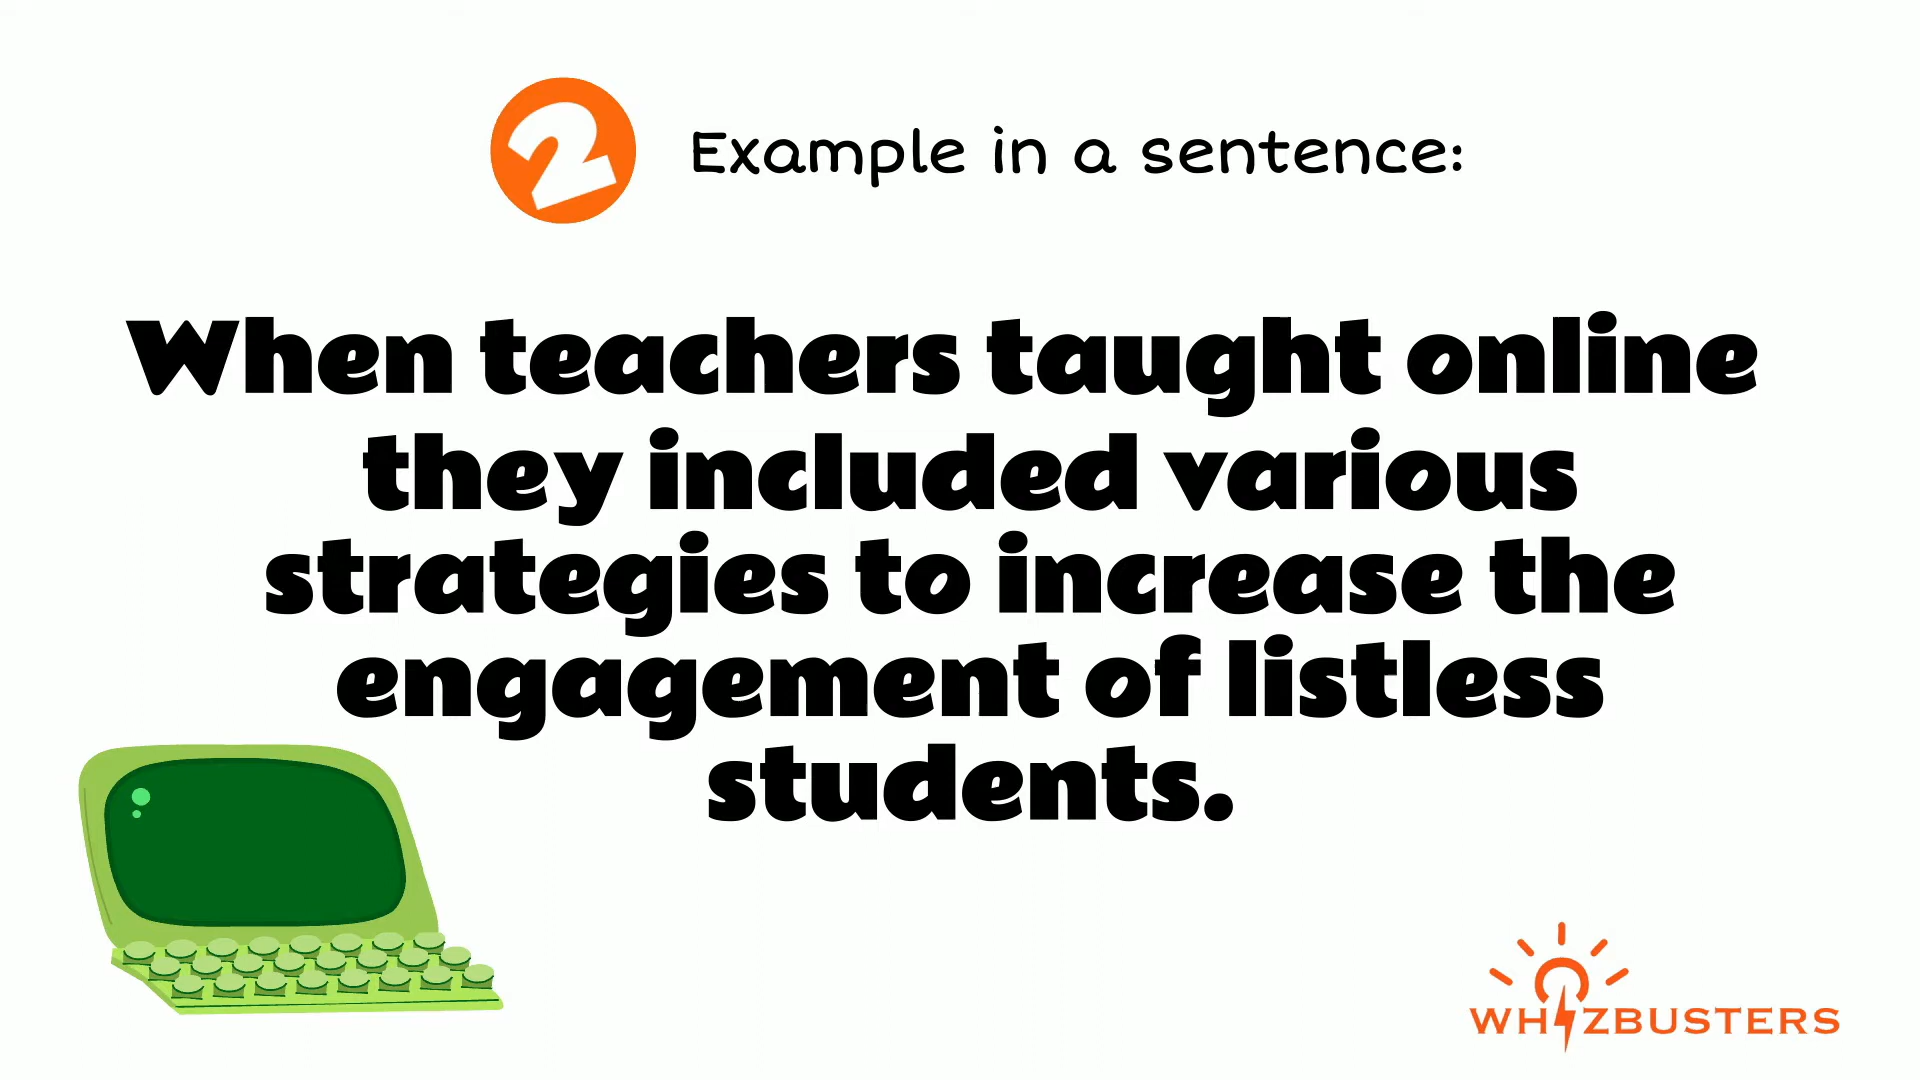 2 Example in a sentence:
When teachers taught online
they included various
strategies to increase the
engagement of listless
students.
WHIZBUSTERS